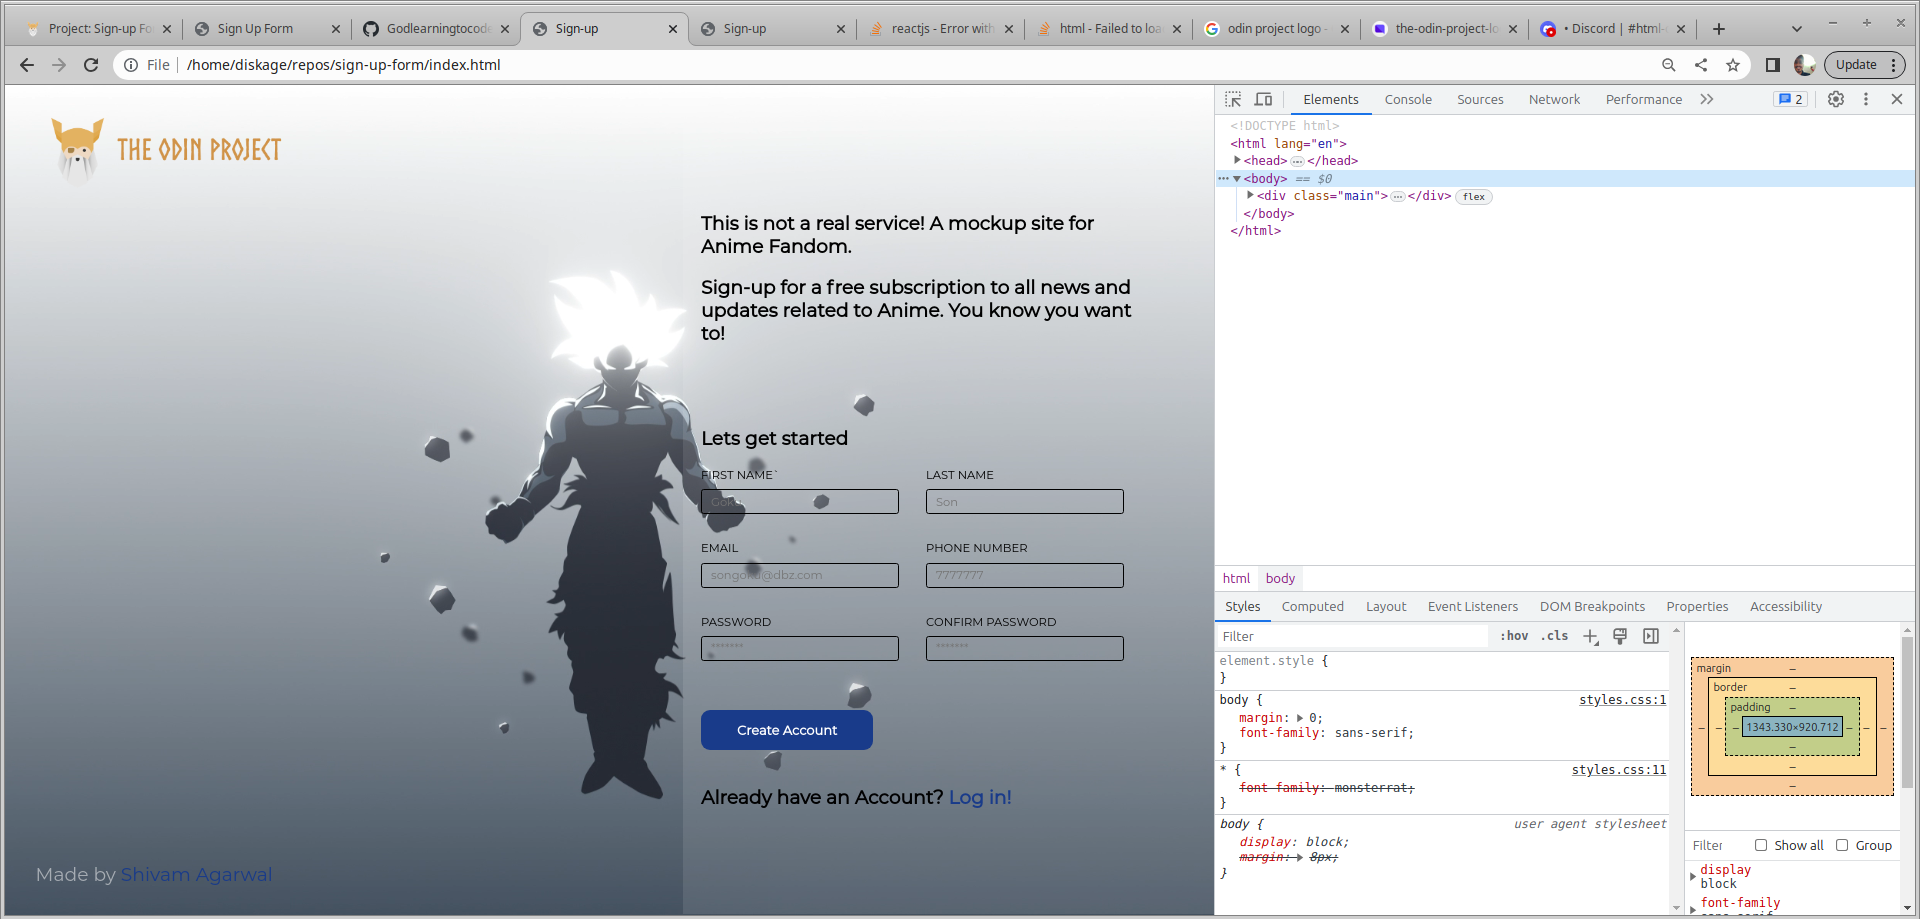 Project: Sign-up Fo
Sign Up Form
Godlearningtocode
Sign-up
Sign-up
reactjs - Error with
html - Failed to loa
odin project logo -
the-odin-project-lo
• Discord | #html-
File
/home/diskage/repos/sign-up-form/index.html
Update
THE ODIN PROJECT
This is not a real service! A mockup site for
Anime Fandom.
Sign-up for a free subscription to all news and
updates related to Anime. You know you want
to!
Lets get started
FIRST NAME`
LAST NAME
Goku
Son
EMAIL
PHONE NUMBER
songoku@dbz.com
7777777
PASSWORD
CONFIRM PASSWORD
*******
*******
Create Account
Already have an Account? Log in!
Made by Shivam Agarwal
Elements
Console
Sources
Network
Performance
2
<!DOCTYPE html>
<html lang="en">
<head> … </head>
<body> == $0
<div class="main"> … </div> flex
</body>
</html>
html
body
Styles
Computed
Layout
Event Listeners
DOM Breakpoints
Properties
Accessibility
Filter
:hov
.cls
element.style {
}
body {
styles.css:1
margin: 0;
font-family: sans-serif;
}
* {
styles.css:11
font-family: monsterrat;
}
body {
user agent stylesheet
display: block;
margin: 8px;
}
margin
–
border
–
padding
–
– – – 1343.330×920.712 – – –
–
–
–
Filter
Show all
Group
display
block
font-family
sans-serif